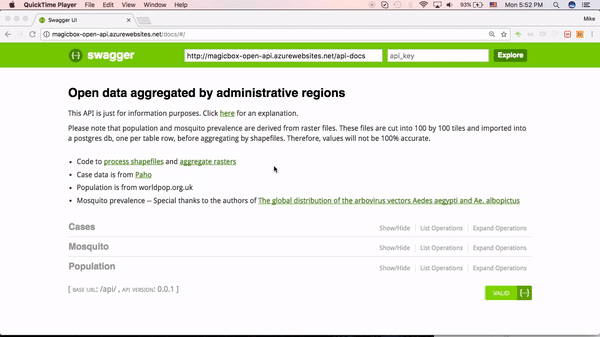 QuickTime Player File Edit View Window Help 93% Mon 5:52 PM
Swagger UI Mike
magicbox-open-api.azurewebsites.net/docs/#/
swagger http://magicbox-open-api.azurewebsites.net/api-docs api_key Explore
Open data aggregated by administrative regions
This API is just for information purposes. Click here for an explanation.
Please note that population and mosquito prevalence are derived from raster files. These files are cut into 100 by 100 tiles and imported into a
postgres db, one per table row, before aggregating by shapefiles. Therefore, values will not be 100% accurate.
• Code to process shapefiles and aggregate rasters
• Case data is from Paho
• Population is from worldpop.org.uk
• Mosquito prevalence -- Special thanks to the authors of The global distribution of the arbovirus vectors Aedes aegypti and Ae. albopictus
Cases Show/Hide List Operations Expand Operations
Mosquito Show/Hide List Operations Expand Operations
Population Show/Hide List Operations Expand Operations
[ BASE URL: /api/ , API VERSION: 0.0.1 ] VALID {···}